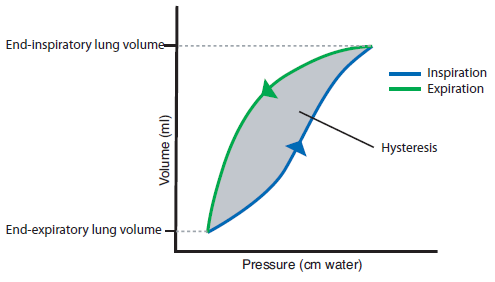 End-inspiratory lung volume
Inspiration
Expiration
Hysteresis
Volume (ml)
End-expiratory lung volume
Pressure (cm water)